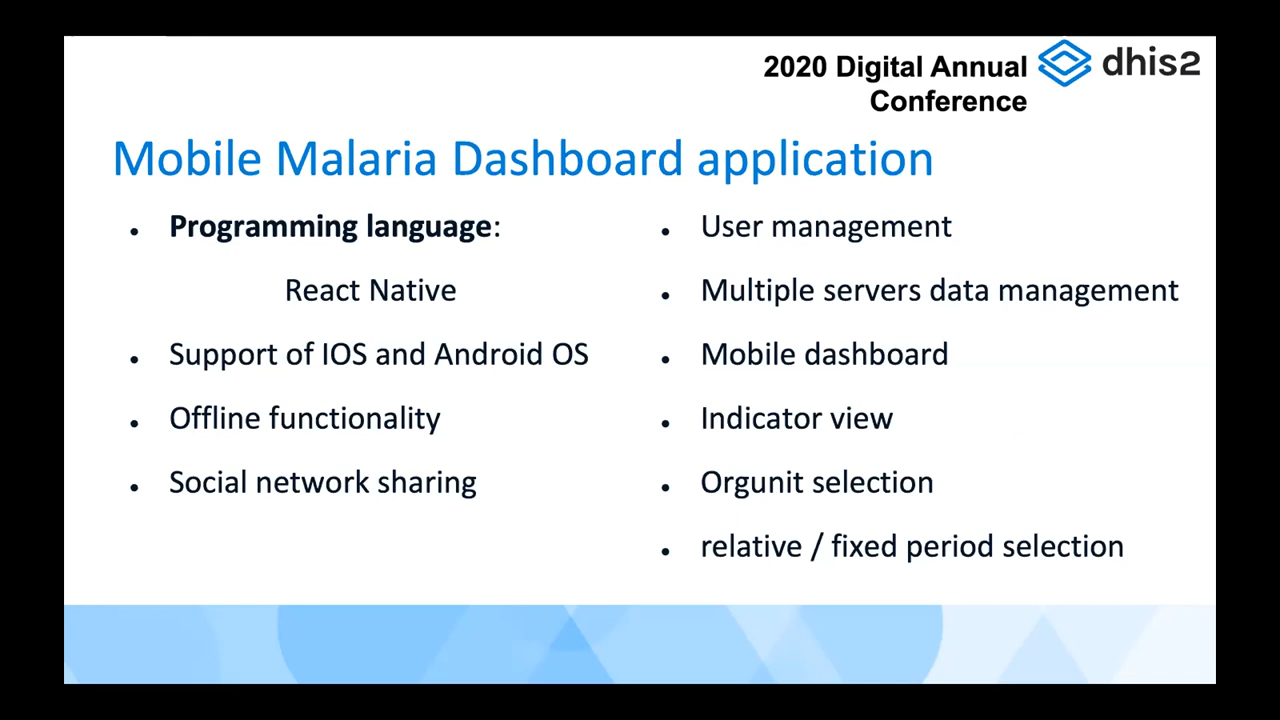 2020 Digital Annual
Conference
dhis2
Mobile Malaria Dashboard application
• Programming language:
React Native
• Support of IOS and Android OS
• Offline functionality
• Social network sharing
• User management
• Multiple servers data management
• Mobile dashboard
• Indicator view
• Orgunit selection
• relative / fixed period selection